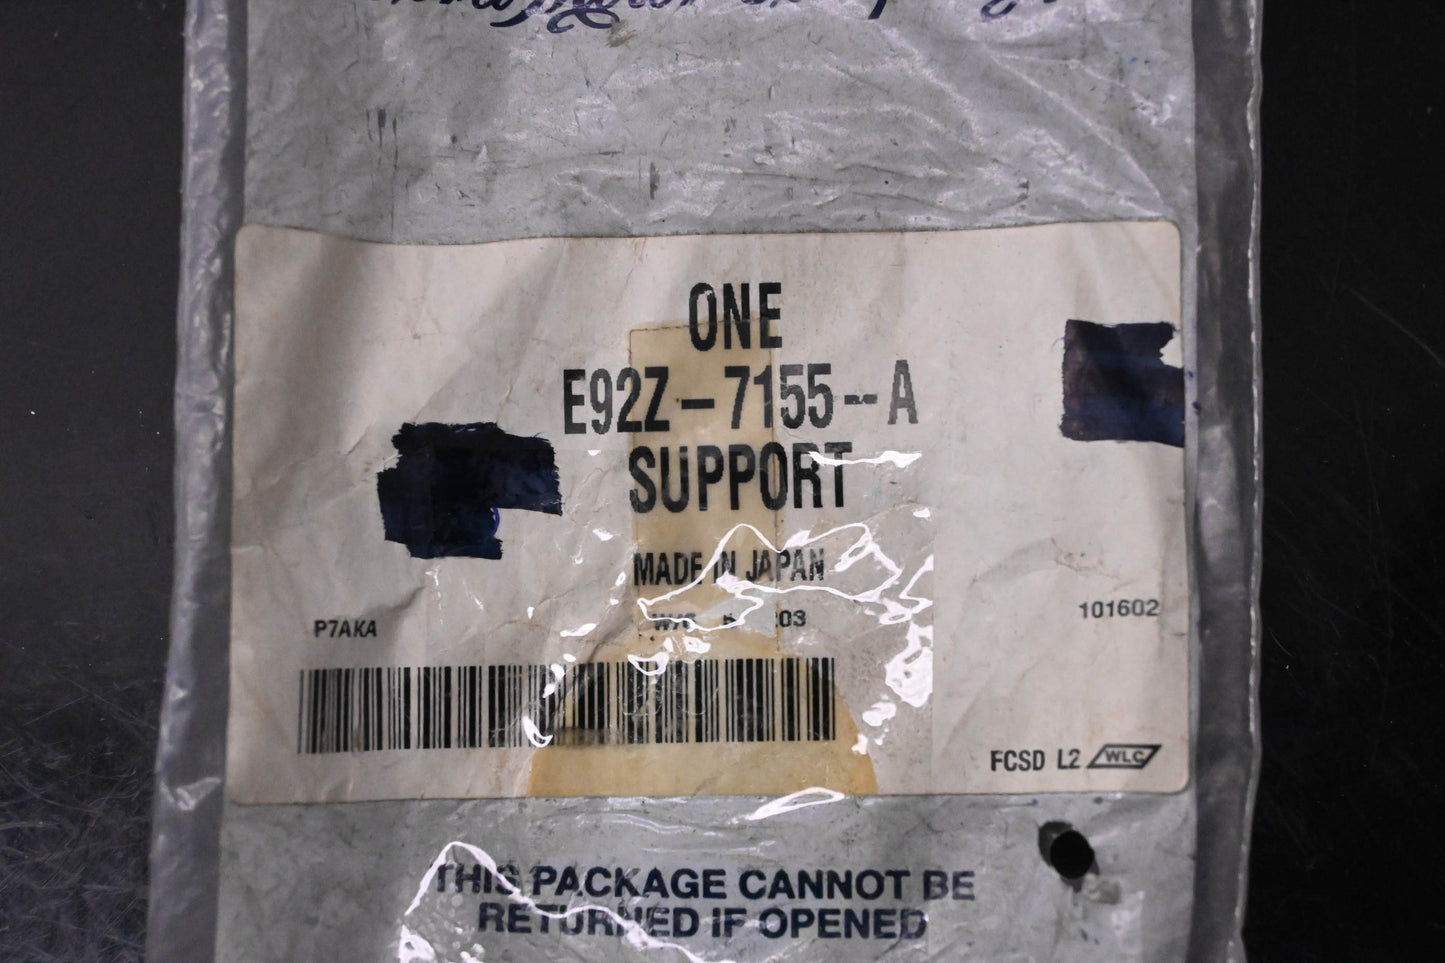 ONE
E92Z-7155--A
SUPPORT
MADE IN JAPAN
P7AKA
101602
FCSD L2 WLC
THIS PACKAGE CANNOT BE
RETURNED IF OPENED